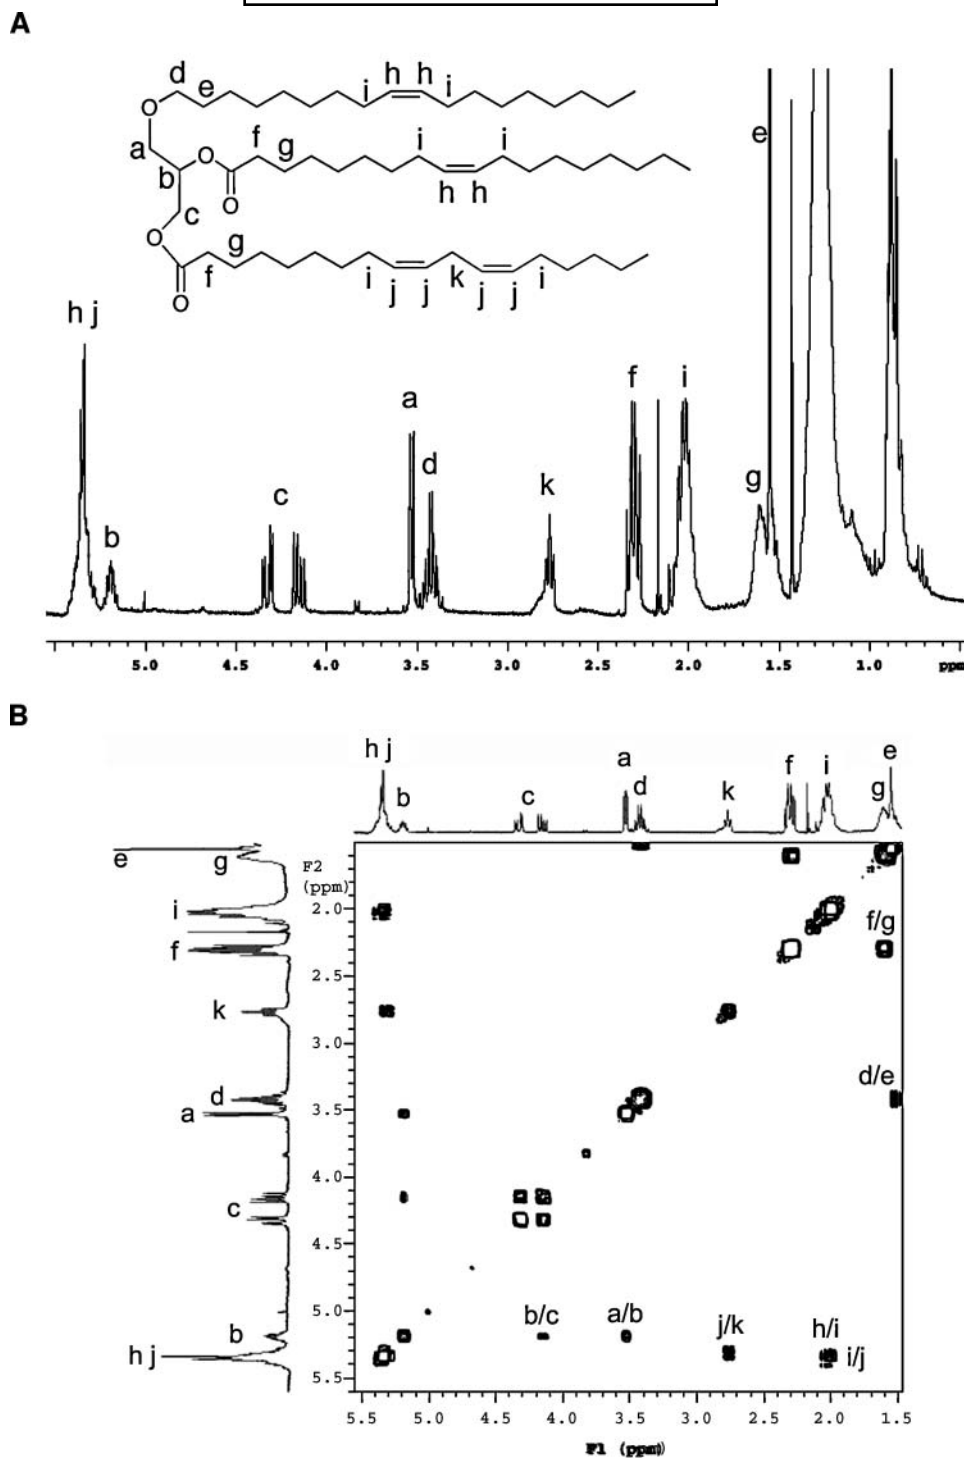 A
d
e
i
h
h
i
O
a
f
g
i
i
b
O
h
h
c
O
O
g
f
i
j
j
k
j
j
i
O
h j
b
c
a
d
k
f
i
g
e
5.0 4.5 4.0 3.5 3.0 2.5 2.0 1.5 1.0 ppm
B
h j
b
c
a
d
k
f
i
g
e
e
g
i
f
k
d
a
c
b
h j
F2
(ppm)
2.0
2.5
3.0
3.5
4.0
4.5
5.0
5.5
f/g
d/e
b/c
a/b
j/k
h/i
i/j
5.5 5.0 4.5 4.0 3.5 3.0 2.5 2.0 1.5
F1 (ppm)